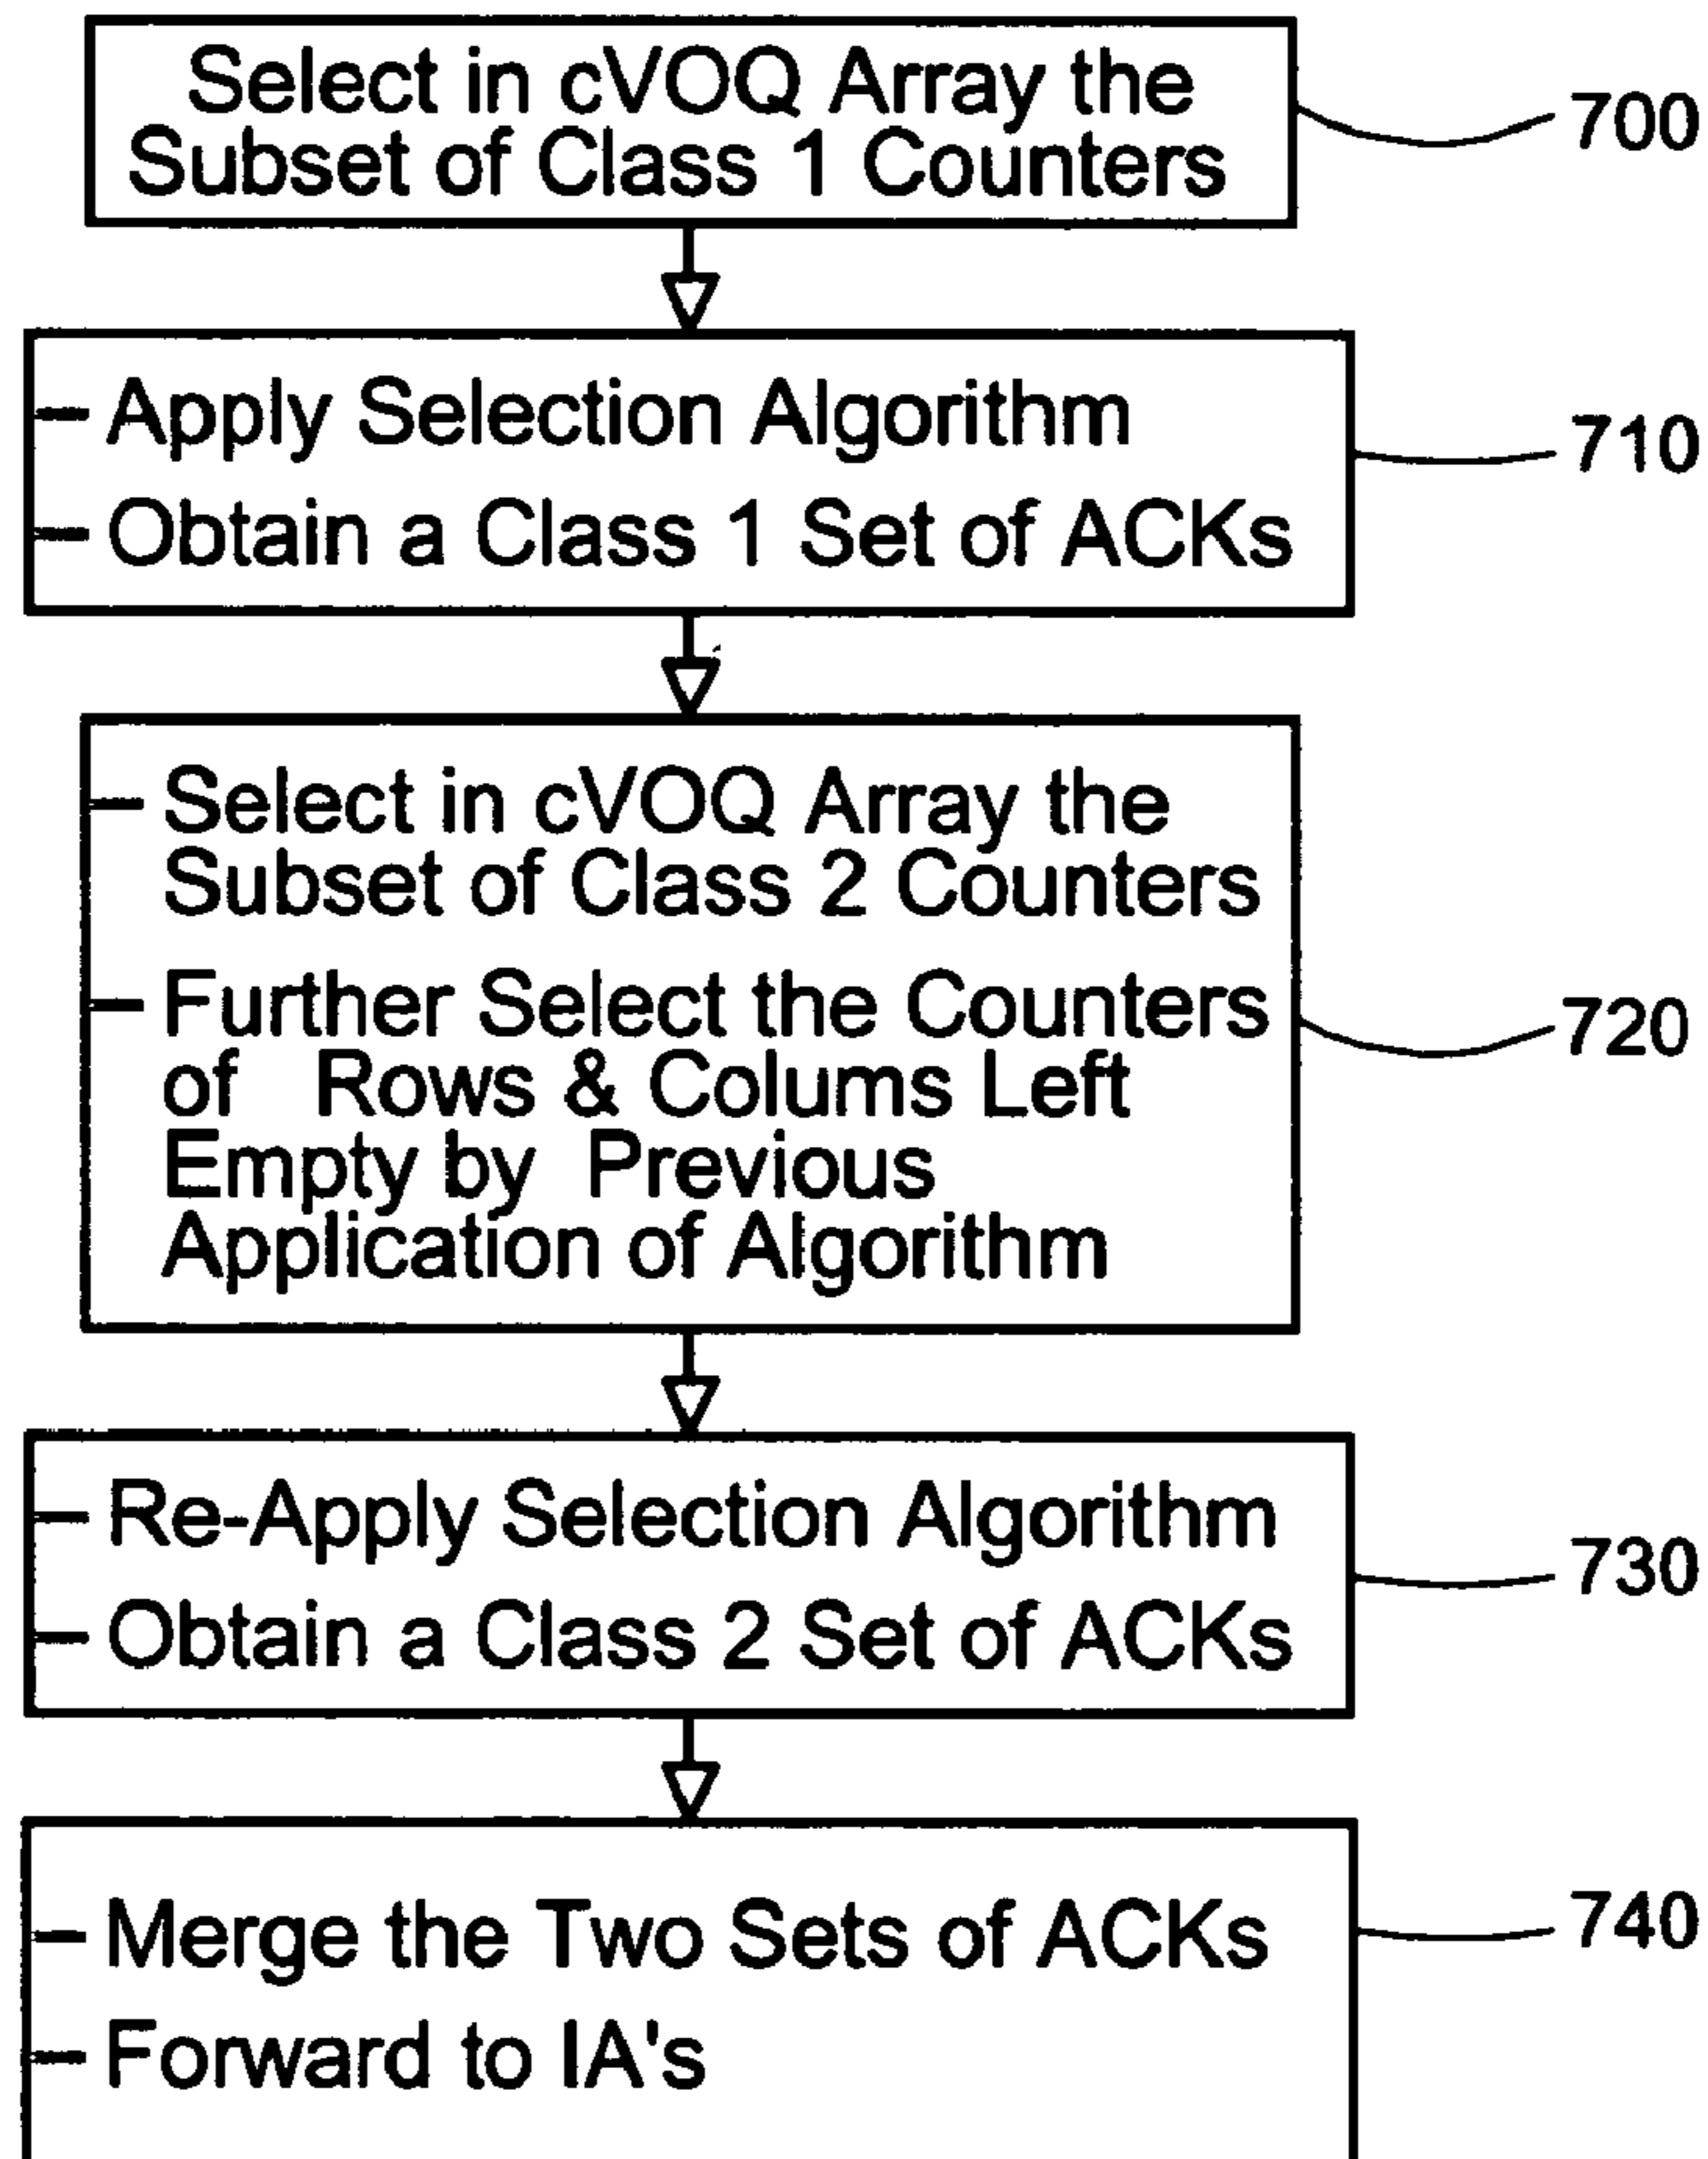 Select in cVOQ Array the
Subset of Class 1 Counters
700
– Apply Selection Algorithm
– Obtain a Class 1 Set of ACKs
710
– Select in cVOQ Array the
Subset of Class 2 Counters
– Further Select the Counters
of Rows & Colums Left
Empty by Previous
Application of Algorithm
720
– Re-Apply Selection Algorithm
– Obtain a Class 2 Set of ACKs
730
– Merge the Two Sets of ACKs
– Forward to IA's
740